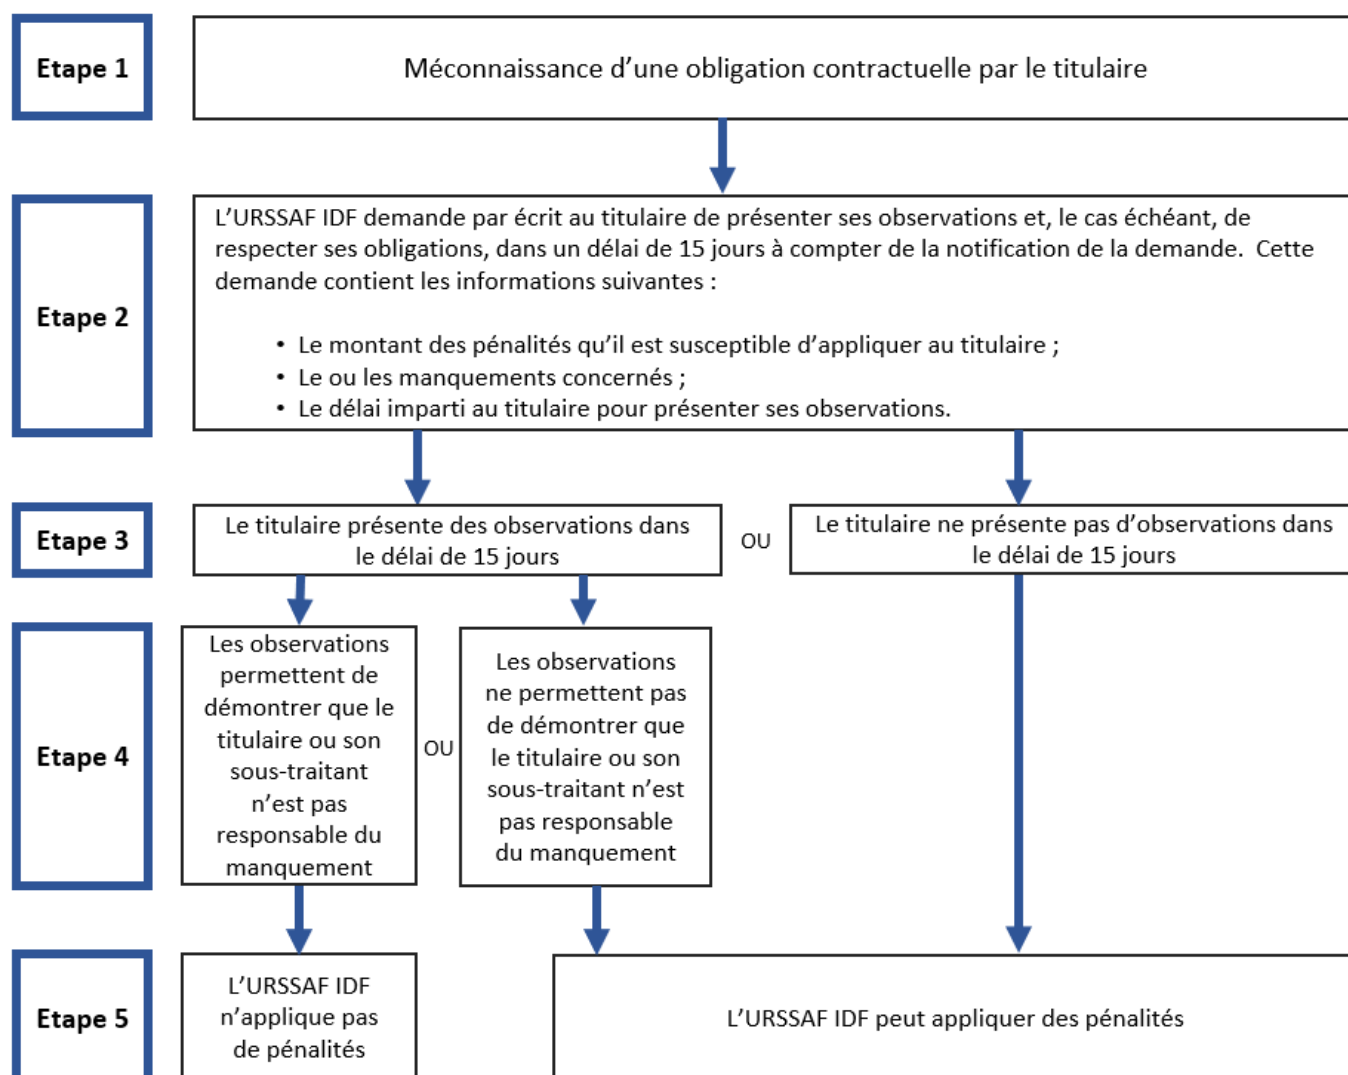 Etape 1
Méconnaissance d’une obligation contractuelle par le titulaire
Etape 2
L’URSSAF IDF demande par écrit au titulaire de présenter ses observations et, le cas échéant, de
respecter ses obligations, dans un délai de 15 jours à compter de la notification de la demande.  Cette
demande contient les informations suivantes :
• Le montant des pénalités qu’il est susceptible d’appliquer au titulaire ;
• Le ou les manquements concernés ;
• Le délai imparti au titulaire pour présenter ses observations.
Etape 3
Le titulaire présente des observations dans
le délai de 15 jours
OU
Le titulaire ne présente pas d’observations dans
le délai de 15 jours
Etape 4
Les observations
permettent de
démontrer que le
titulaire ou son
sous-traitant
n’est pas
responsable du
manquement
OU
Les observations
ne permettent pas
de démontrer que
le titulaire ou son
sous-traitant n’est
pas responsable
du manquement
Etape 5
L’URSSAF IDF
n’applique pas
de pénalités
L’URSSAF IDF peut appliquer des pénalités